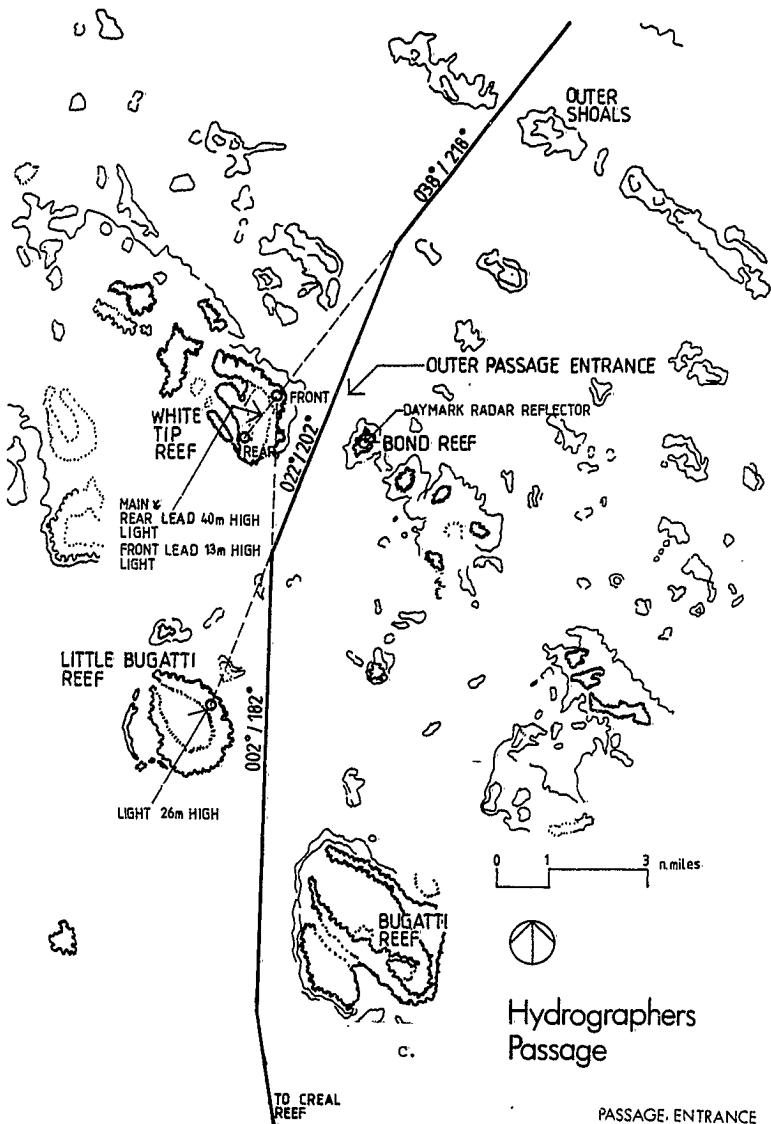 OUTER
SHOALS
038° / 218°
OUTER PASSAGE ENTRANCE
FRONT
DAYMARK RADAR REFLECTOR
WHITE
TIP
REEF
REAR
BOND REEF
022° / 202°
MAIN &
REAR LEAD 40m HIGH
LIGHT
FRONT LEAD 13m HIGH
LIGHT
LITTLE BUGATTI
REEF
002° / 182°
LIGHT 26m HIGH
0 1 3 n.miles
BUGATTI
REEF
Hydrographers
Passage
c.
TO CREAL
REEF
PASSAGE. ENTRANCE